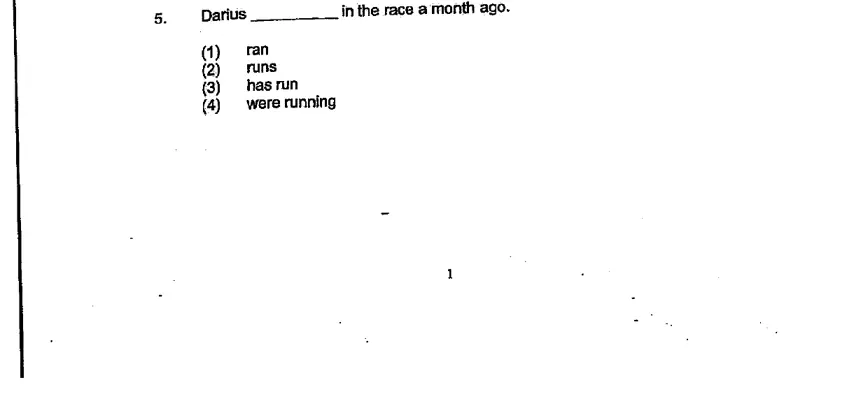 5. Darius __________ in the race a month ago.
(1) ran
(2) runs
(3) has run
(4) were running
1